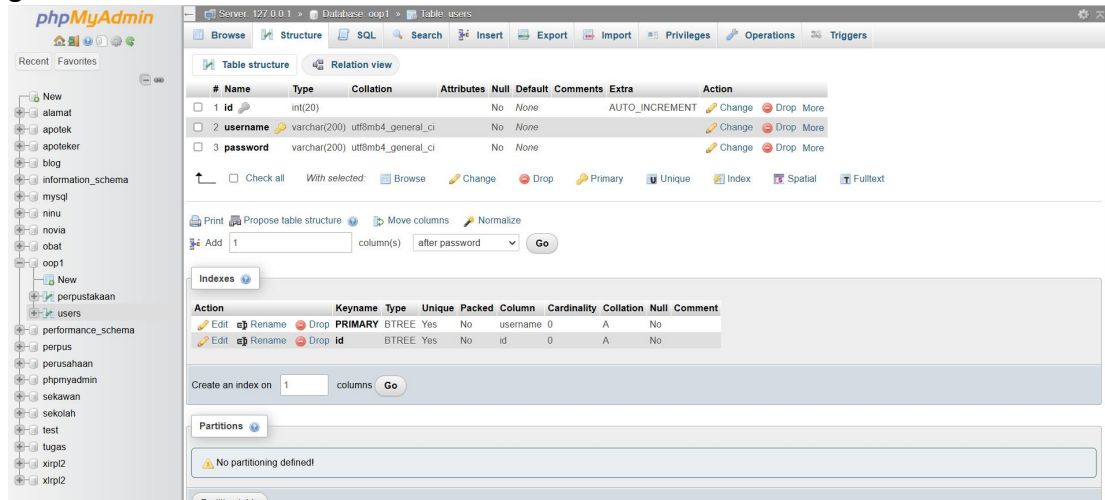 phpMyAdmin
Recent Favorites
New
alamat
apotek
apoteker
blog
information_schema
mysql
ninu
novia
obat
oop1
New
perpustakaan
users
performance_schema
perpus
perusahaan
phpmyadmin
sekawan
sekolah
test
tugas
xirpl2
xlrpl2
Server: 127.0.0.1 » Database: oop1 » Table: users
Browse Structure SQL Search Insert Export Import Privileges Operations Triggers
Table structure Relation view
# Name Type Collation Attributes Null Default Comments Extra Action
1 id int(20) No None AUTO_INCREMENT Change Drop More
2 username varchar(200) utf8mb4_general_ci No None Change Drop More
3 password varchar(200) utf8mb4_general_ci No None Change Drop More
Check all With selected: Browse Change Drop Primary Unique Index Spatial Fulltext
Print Propose table structure Move columns Normalize
Add 1 column(s) after password Go
Indexes
Action Keyname Type Unique Packed Column Cardinality Collation Null Comment
Edit Rename Drop PRIMARY BTREE Yes No username 0 A No
Edit Rename Drop id BTREE Yes No id 0 A No
Create an index on 1 columns Go
Partitions
No partitioning defined!